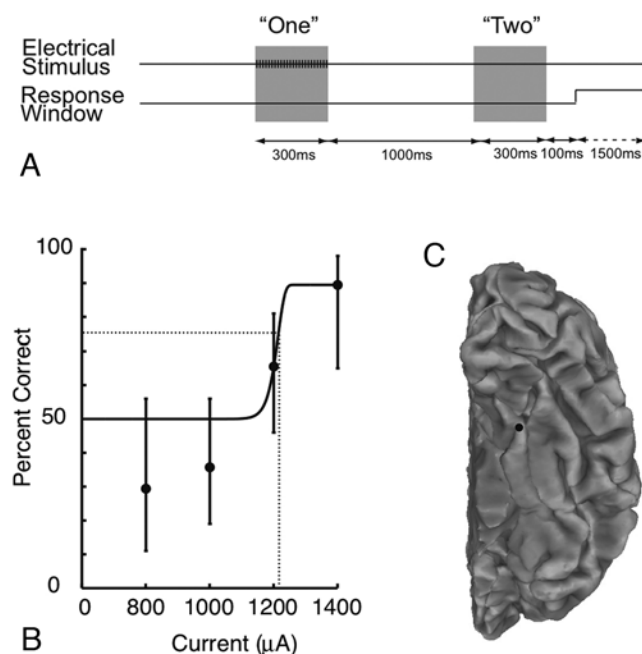 “One” “Two”
Electrical
Stimulus
Response
Window
300ms 1000ms 300ms 100ms 1500ms
A
100
50
0
Percent Correct
0 800 1000 1200 1400
Current (μA)
B
C